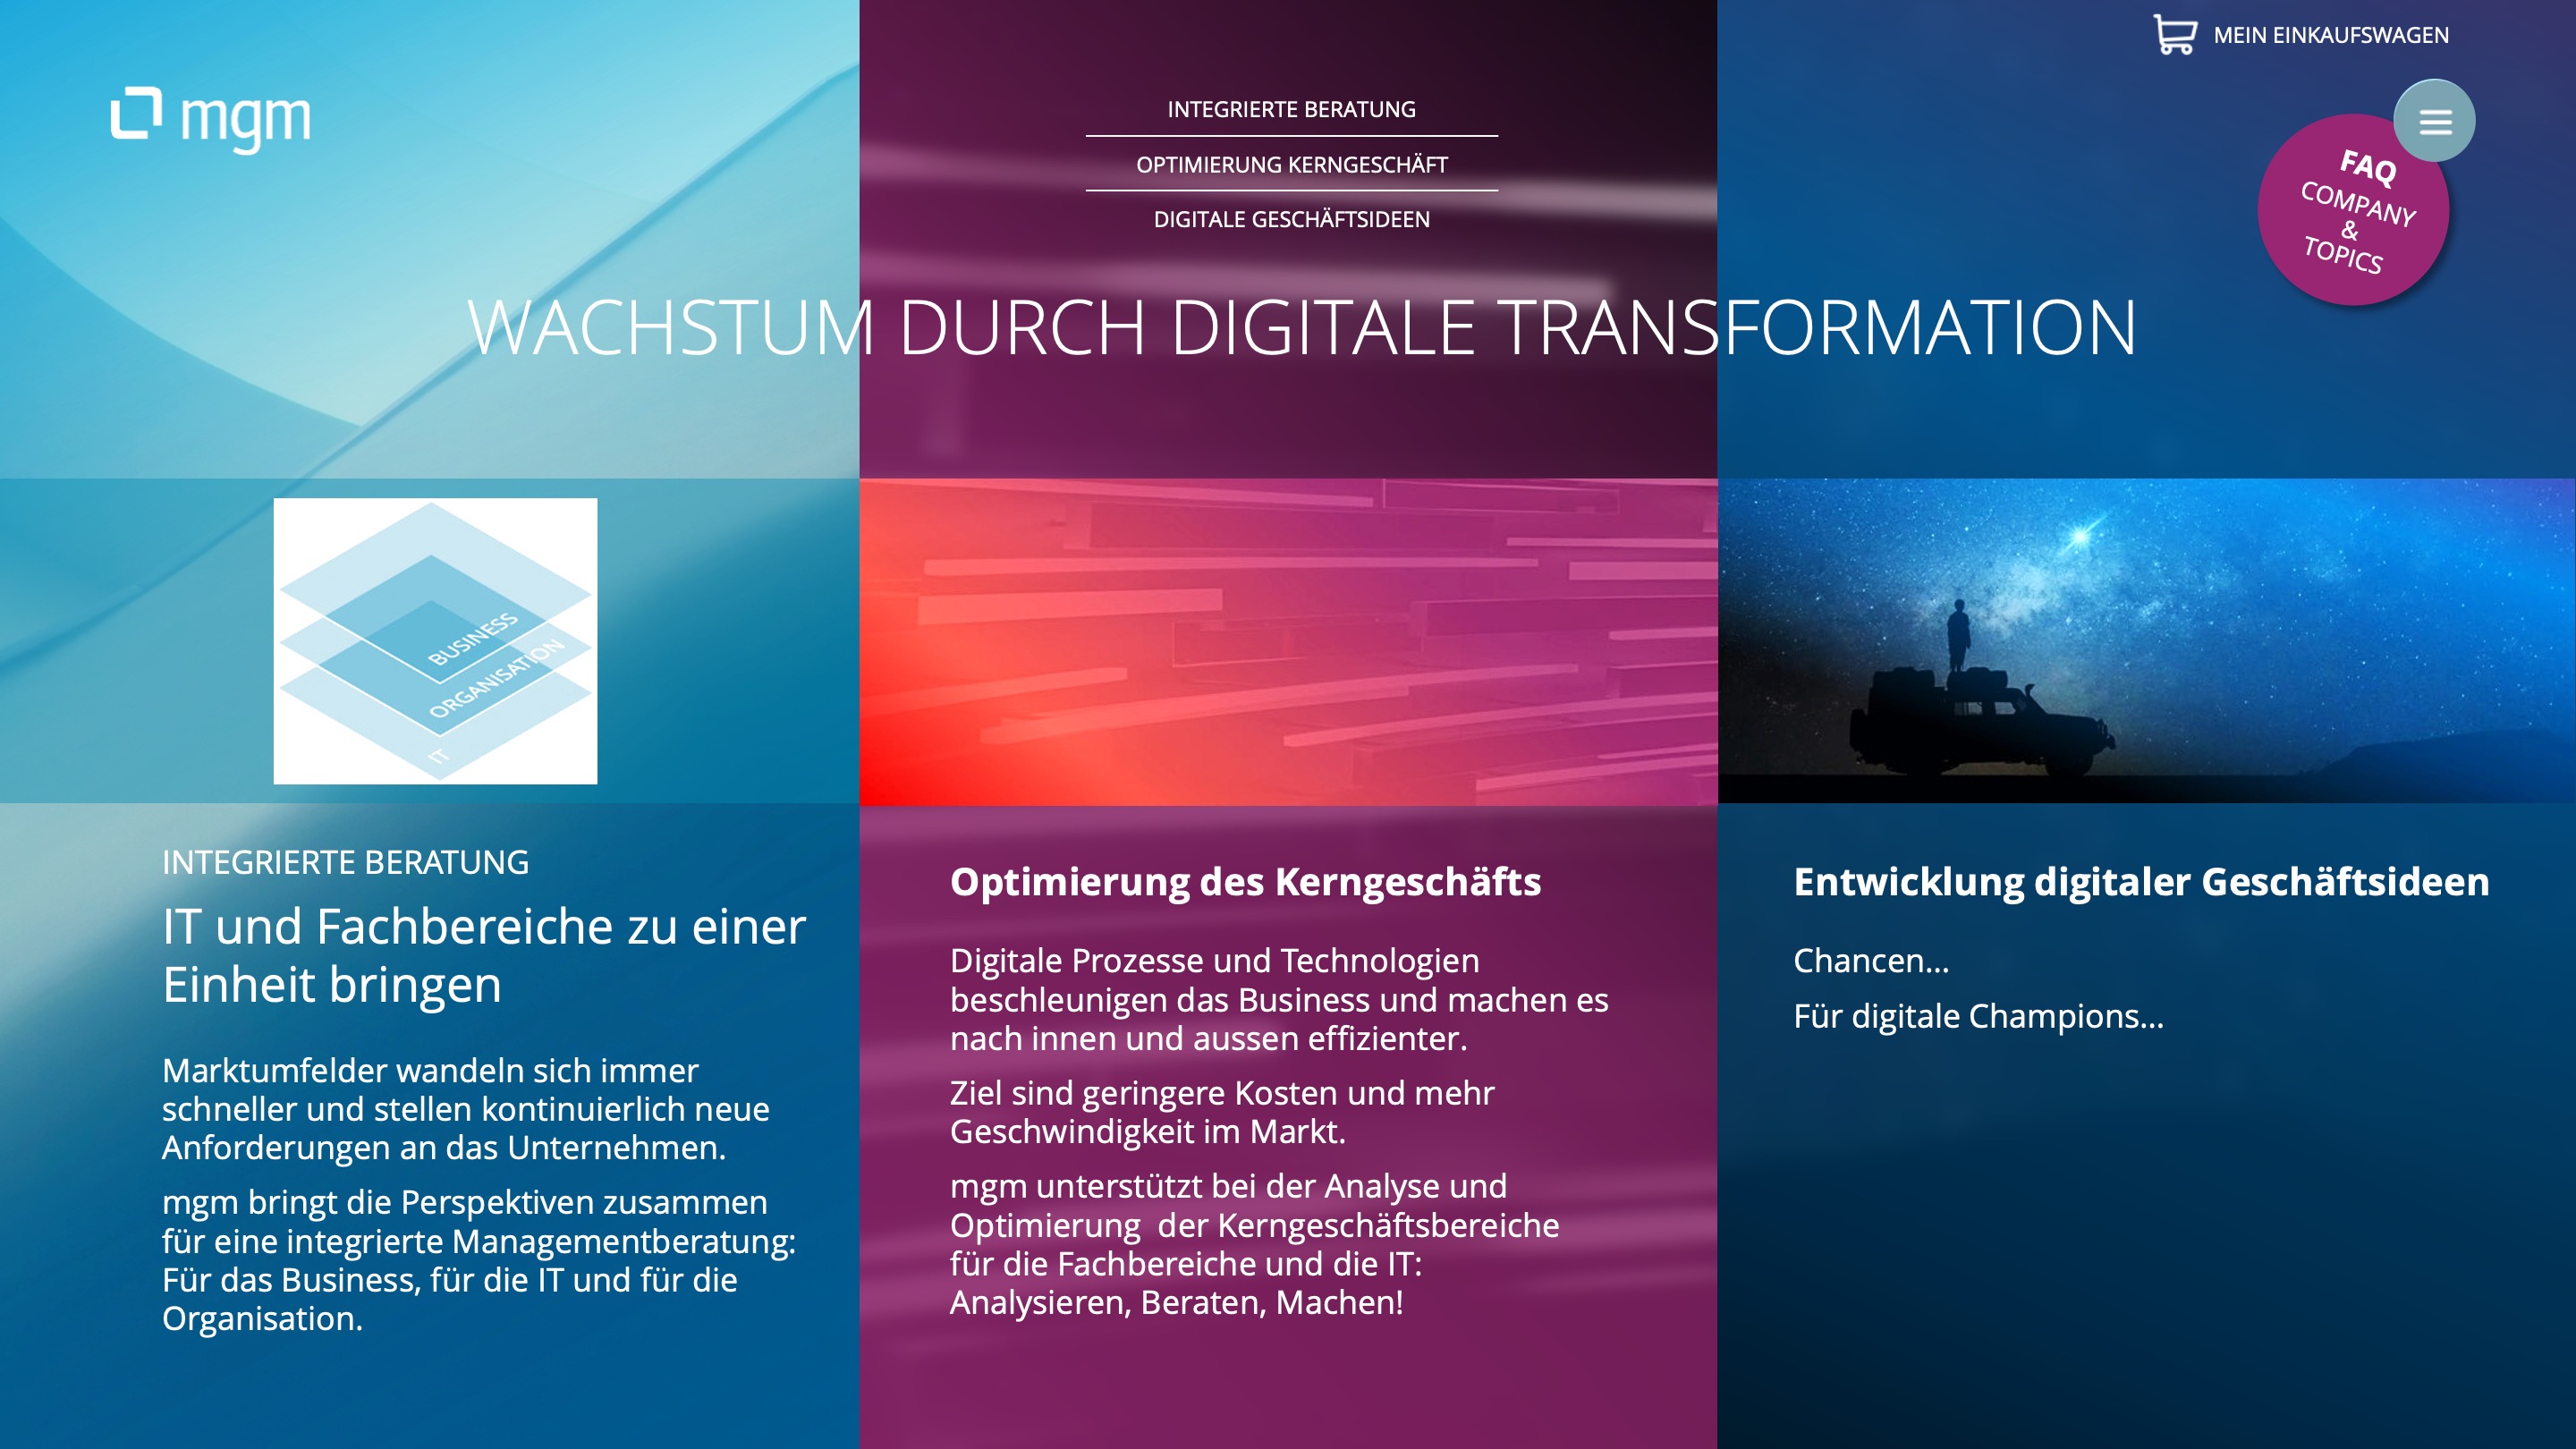 MEIN EINKAUFSWAGEN
mgm
INTEGRIERTE BERATUNG
OPTIMIERUNG KERNGESCHÄFT
DIGITALE GESCHÄFTSIDEEN
FAQ
COMPANY
&
TOPICS
WACHSTUM DURCH DIGITALE TRANSFORMATION
BUSINESS
ORGANISATION
IT
INTEGRIERTE BERATUNG
IT und Fachbereiche zu einer
Einheit bringen
Marktumfelder wandeln sich immer
schneller und stellen kontinuierlich neue
Anforderungen an das Unternehmen.
mgm bringt die Perspektiven zusammen
für eine integrierte Managementberatung:
Für das Business, für die IT und für die
Organisation.
Optimierung des Kerngeschäfts
Digitale Prozesse und Technologien
beschleunigen das Business und machen es
nach innen und aussen effizienter.
Ziel sind geringere Kosten und mehr
Geschwindigkeit im Markt.
mgm unterstützt bei der Analyse und
Optimierung  der Kerngeschäftsbereiche
für die Fachbereiche und die IT:
Analysieren, Beraten, Machen!
Entwicklung digitaler Geschäftsideen
Chancen...
Für digitale Champions...